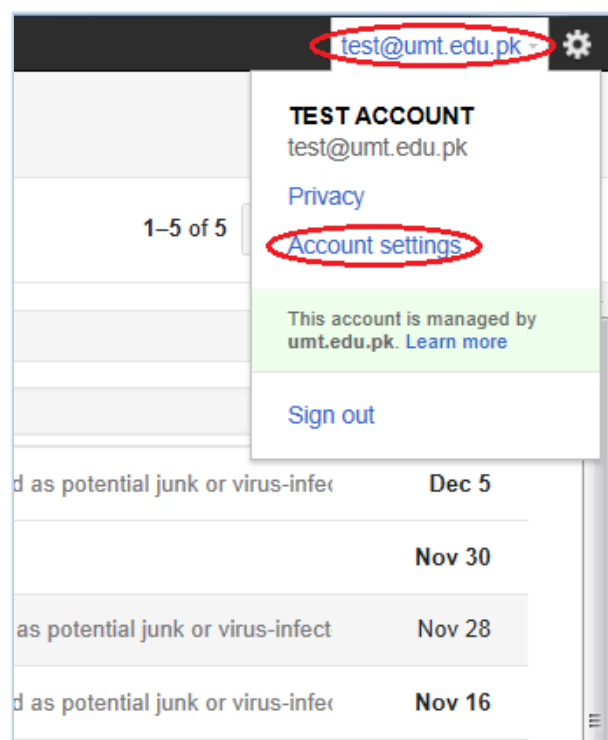 test@umt.edu.pk
TEST ACCOUNT
test@umt.edu.pk
Privacy
1–5 of 5
Account settings
This account is managed by
umt.edu.pk. Learn more
Sign out
d as potential junk or virus-infec
Dec 5
Nov 30
as potential junk or virus-infect
Nov 28
d as potential junk or virus-infec
Nov 16